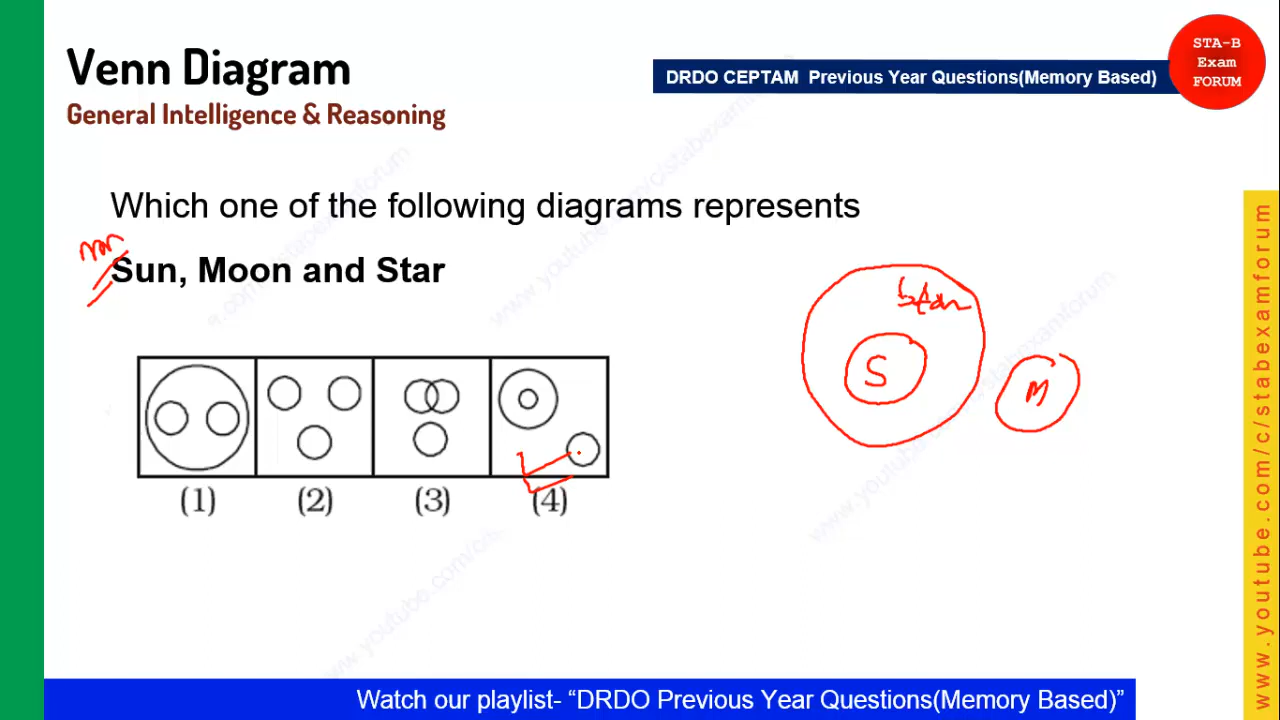 Venn Diagram
General Intelligence & Reasoning
DRDO CEPTAM Previous Year Questions(Memory Based)
STA-B
Exam
FORUM
Which one of the following diagrams represents
Sun, Moon and Star
Star
S
M
(1)
(2)
(3)
(4)
www.youtube.com/c/stabexamforum
Watch our playlist- “DRDO Previous Year Questions(Memory Based)”